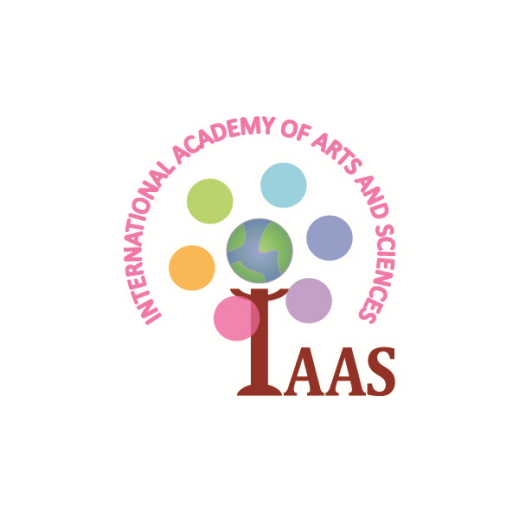 INTERNATIONAL ACADEMY OF ARTS AND SCIENCES
IAAS